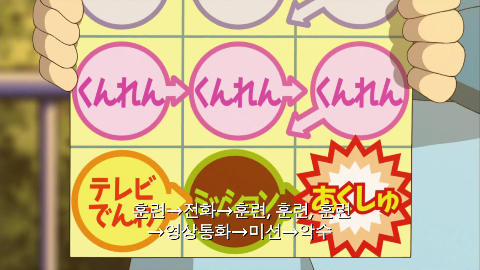 くんれん くんれん くんれん
テレビ
でんわ ミッション あくしゅ
훈련→전화→훈련, 훈련, 훈련
→영상통화→미션→악수